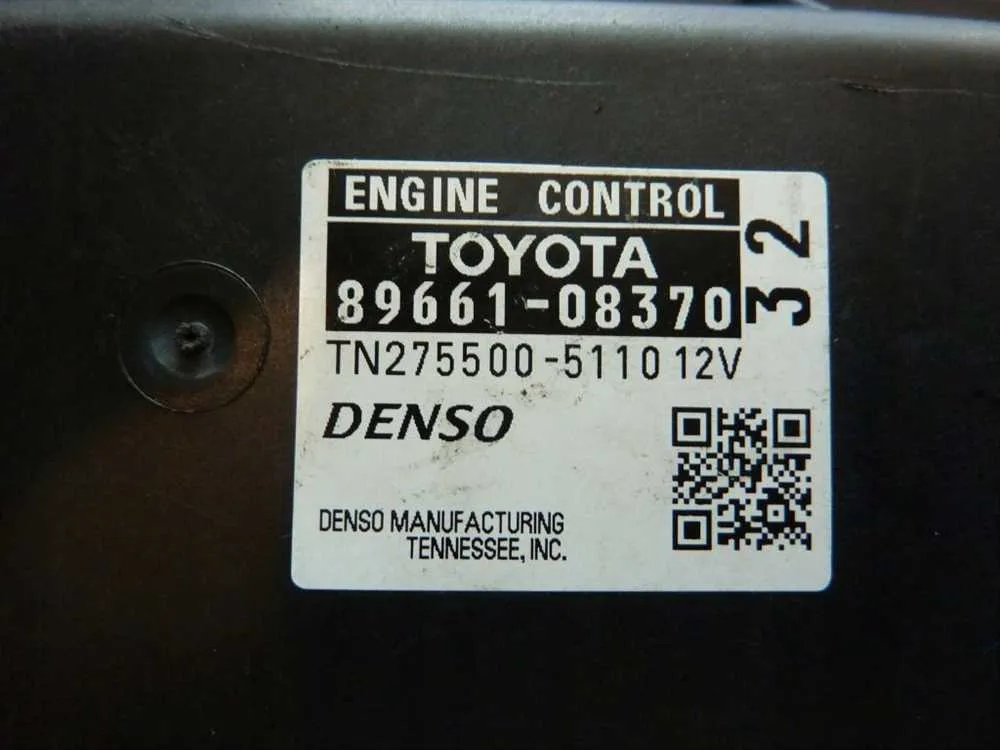 ENGINE CONTROL
TOYOTA
89661-08370
32
TN275500-5110 12V
DENSO
DENSO MANUFACTURING
TENNESSEE, INC.